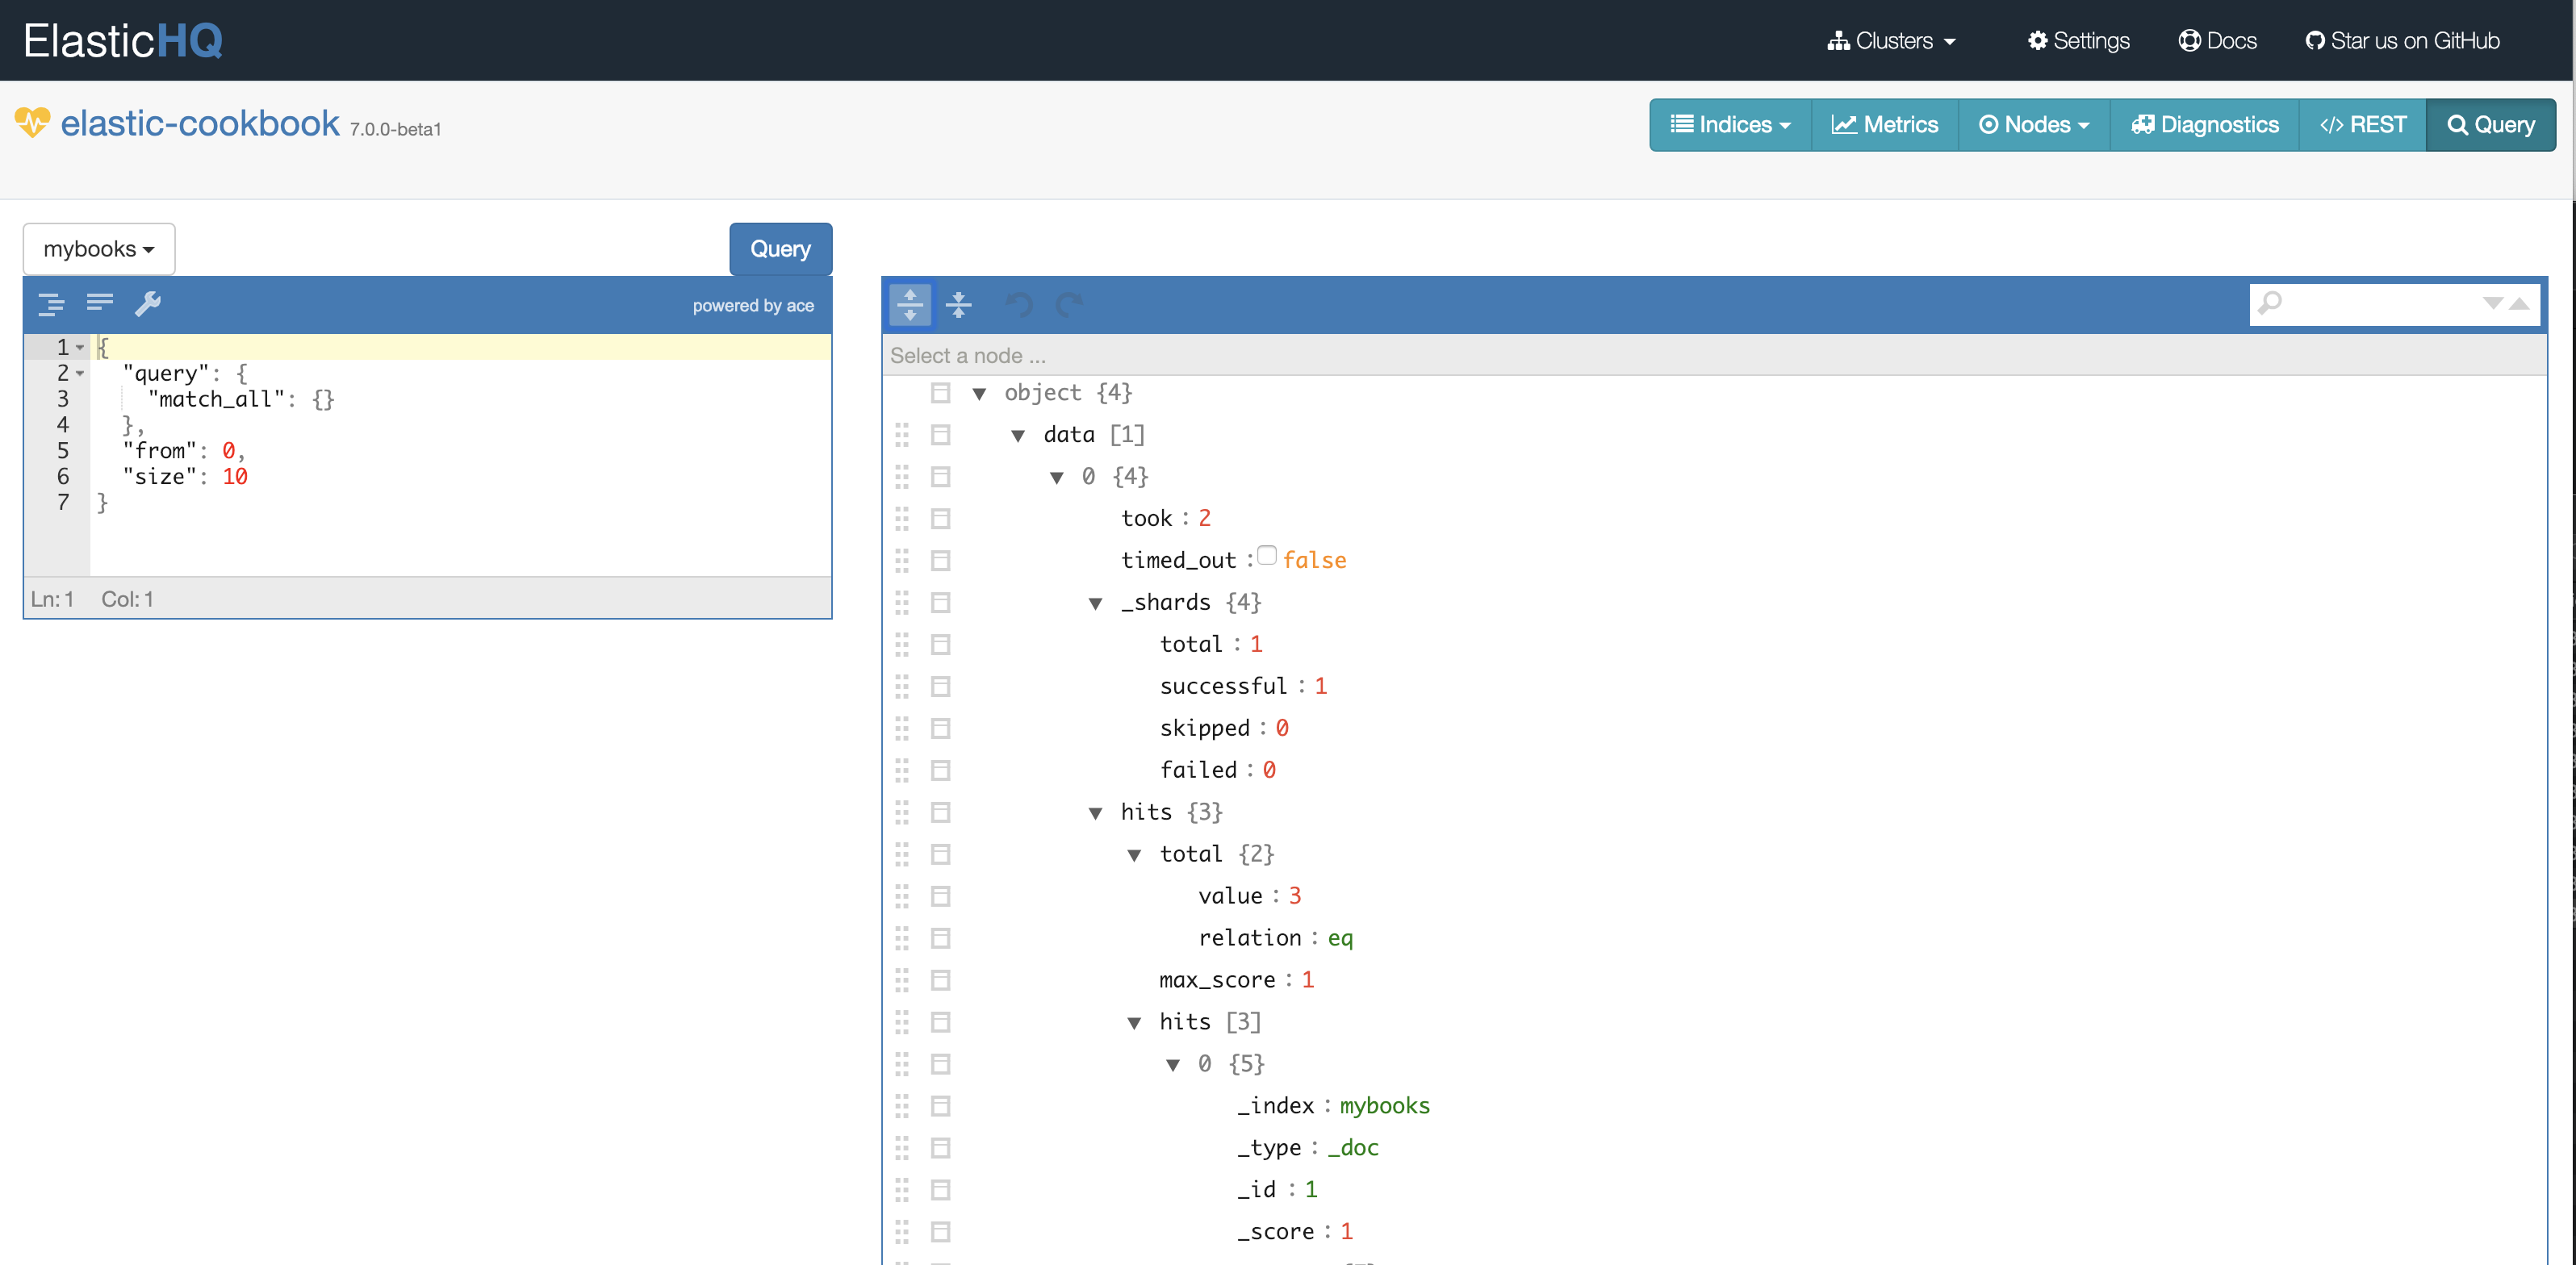 ElasticHQ
Clusters
Settings
Docs
Star us on GitHub
elastic-cookbook 7.0.0-beta1
Indices
Metrics
Nodes
Diagnostics
</> REST
Query
mybooks
Query
powered by ace
1 {
2 "query": {
3 "match_all": {}
4 },
5 "from": 0,
6 "size": 10
7 }
Ln: 1 Col: 1
Select a node ...
object {4}
data [1]
0 {4}
took : 2
timed_out : false
_shards {4}
total : 1
successful : 1
skipped : 0
failed : 0
hits {3}
total {2}
value : 3
relation : eq
max_score : 1
hits [3]
0 {5}
_index : mybooks
_type : _doc
_id : 1
_score : 1